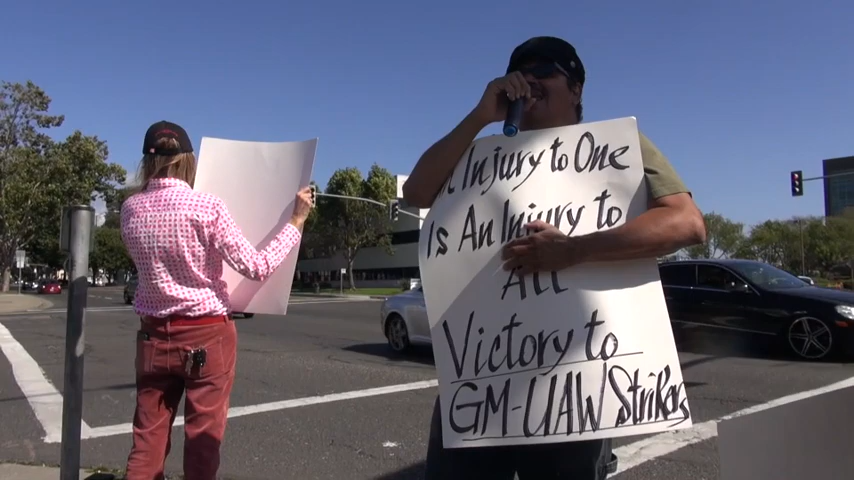 Injury to One
Is An Injury to
All
Victory to
GM-UAW Strikers